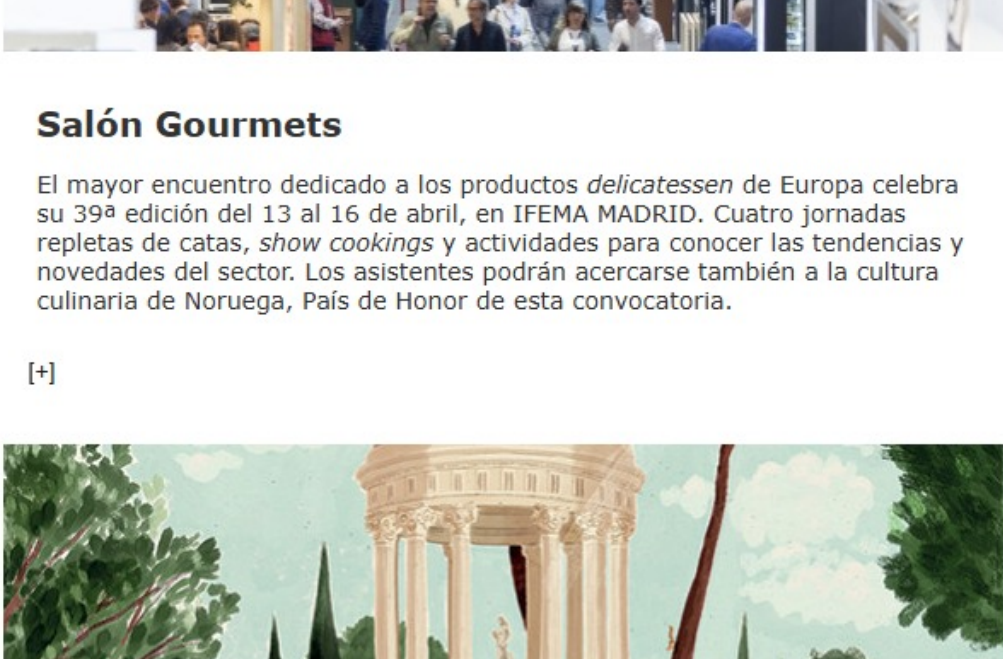 Salón Gourmets
El mayor encuentro dedicado a los productos delicatessen de Europa celebra
su 39ª edición del 13 al 16 de abril, en IFEMA MADRID. Cuatro jornadas
repletas de catas, show cookings y actividades para conocer las tendencias y
novedades del sector. Los asistentes podrán acercarse también a la cultura
culinaria de Noruega, País de Honor de esta convocatoria.
[+]